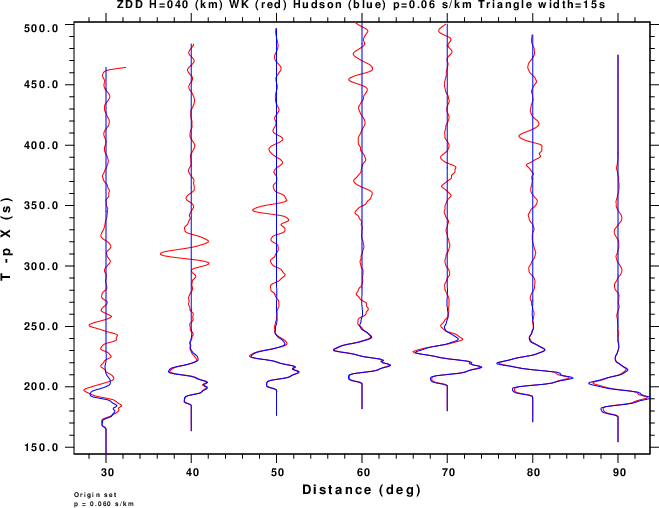 ZDD H=040 (km) WK (red) Hudson (blue) p=0.06 s/km Triangle width=15s
500.0
450.0
400.0
350.0
300.0
250.0
200.0
150.0
T -p X (s)
30 40 50 60 70 80 90
Distance (deg)
Origin set
p = 0.060 s/km